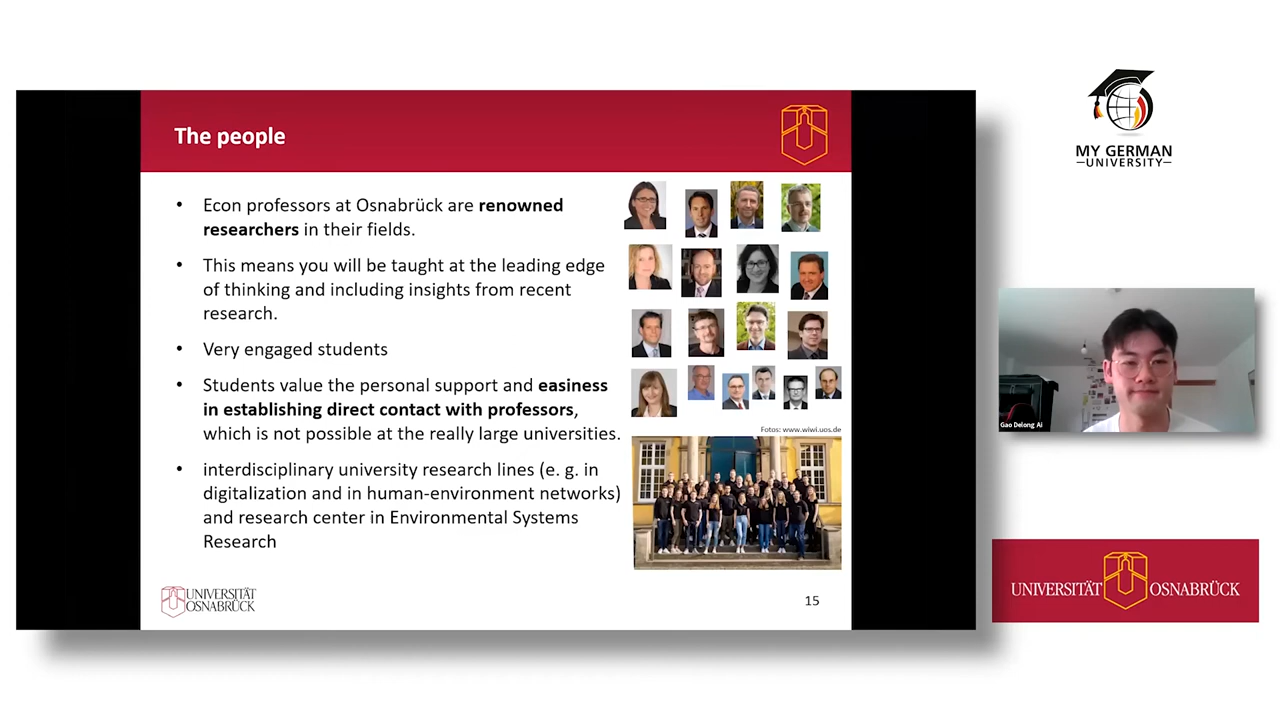 The people
• Econ professors at Osnabrück are renowned
researchers in their fields.
• This means you will be taught at the leading edge
of thinking and including insights from recent
research.
• Very engaged students
• Students value the personal support and easiness
in establishing direct contact with professors,
which is not possible at the really large universities.
• interdisciplinary university research lines (e. g. in
digitalization and in human-environment networks)
and research center in Environmental Systems
Research
Fotos: www.wiwi.uos.de
UNIVERSITÄT
OSNABRÜCK
15
MY GERMAN
UNIVERSITY
Gao Delong Ai
UNIVERSITÄT OSNABRÜCK